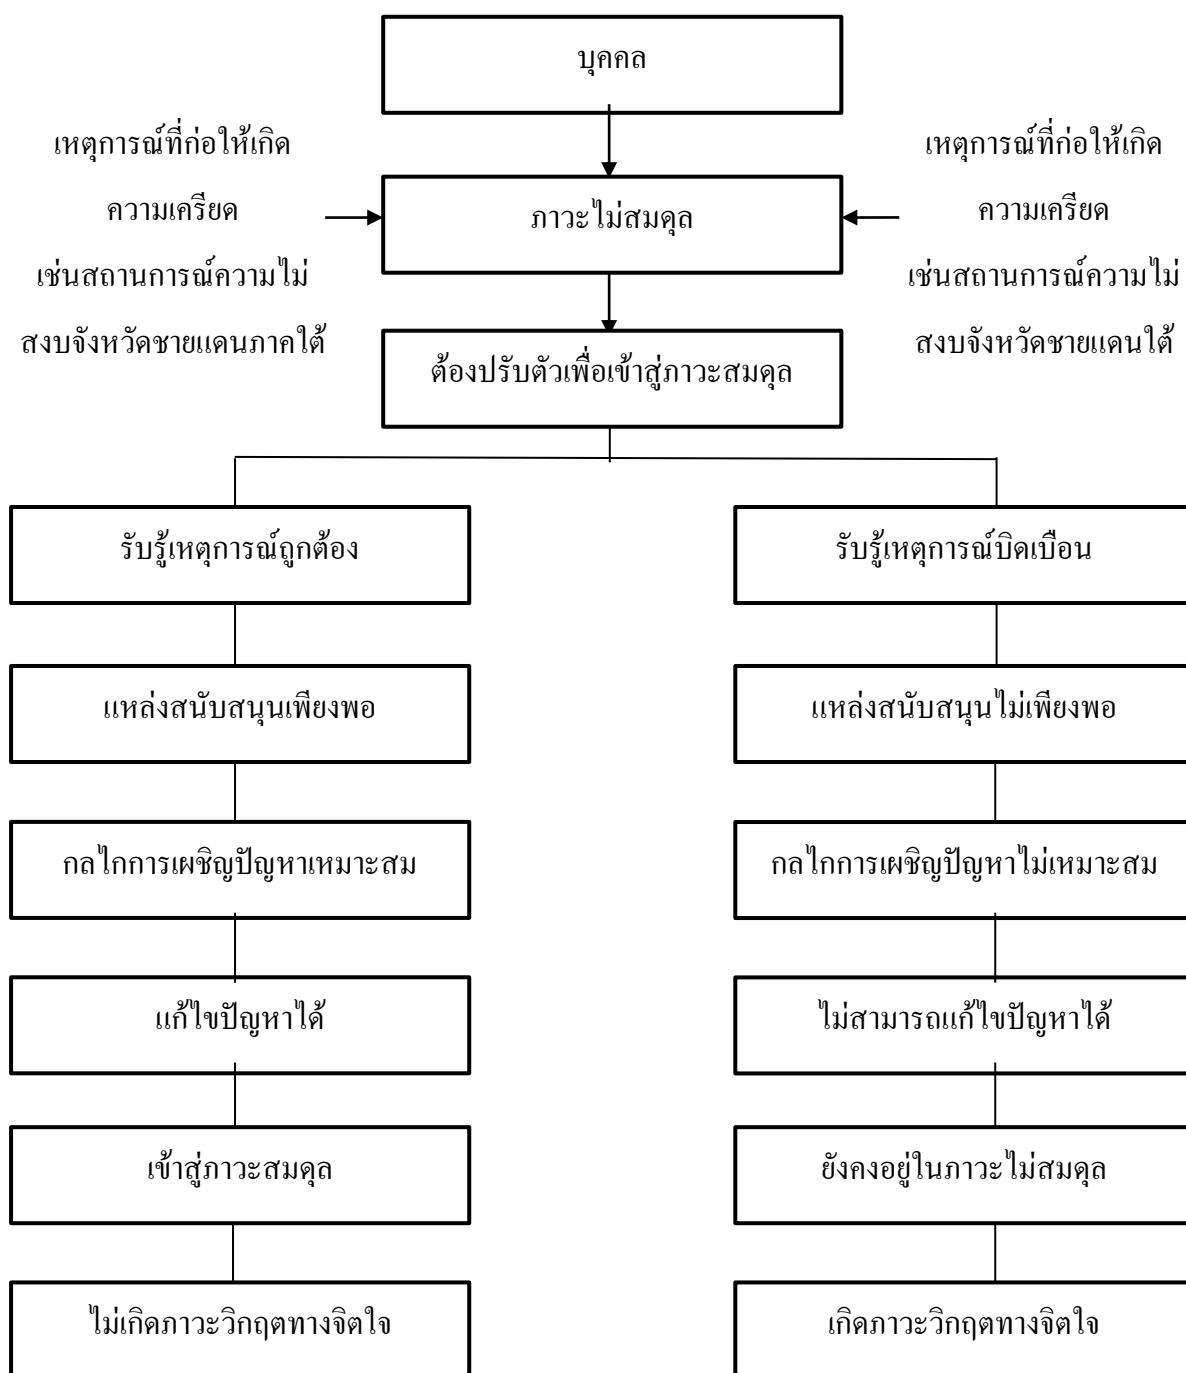 บุคคล
เหตุการณ์ที่ก่อให้เกิด
ความเครียด
เช่นสถานการณ์ความไม่
สงบจังหวัดชายแดนภาคใต้
ภาวะไม่สมดุล
เหตุการณ์ที่ก่อให้เกิด
ความเครียด
เช่นสถานการณ์ความไม่
สงบจังหวัดชายแดนใต้
ต้องปรับตัวเพื่อเข้าสู่ภาวะสมดุล
รับรู้เหตุการณ์ถูกต้อง
รับรู้เหตุการณ์บิดเบือน
แหล่งสนับสนุนเพียงพอ
แหล่งสนับสนุนไม่เพียงพอ
กลไกการเผชิญปัญหาเหมาะสม
กลไกการเผชิญปัญหาไม่เหมาะสม
แก้ไขปัญหาได้
ไม่สามารถแก้ไขปัญหาได้
เข้าสู่ภาวะสมดุล
ยังคงอยู่ในภาวะไม่สมดุล
ไม่เกิดภาวะวิกฤตทางจิตใจ
เกิดภาวะวิกฤตทางจิตใจ